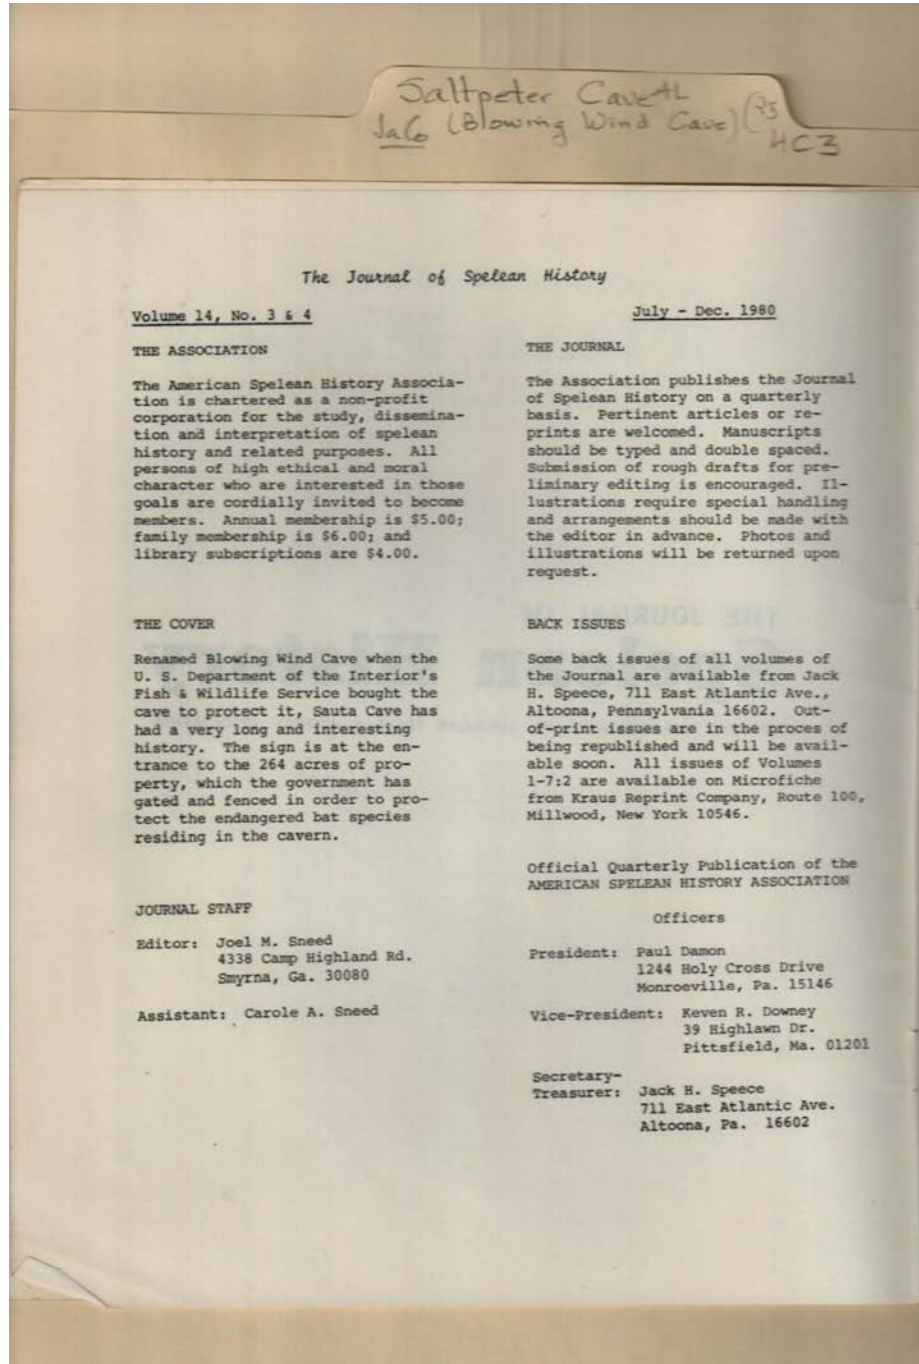 Saltpeter Cave AL
JaCo (Blowing Wind Cave)
The Journal of Spelean History
Volume 14, No. 3 & 4
THE ASSOCIATION
The American Spelean History Associa-
tion is chartered as a non-profit
corporation for the study, dissemina-
tion and interpretation of spelean
history and related purposes. All
persons of high ethical and moral
character who are interested in those
goals are cordially invited to become
members. Annual membership is $5.00;
family membership is $6.00; and
library subscriptions are $4.00.
THE COVER
Renamed Blowing Wind Cave when the
U. S. Department of the Interior's
Fish & Wildlife Service bought the
cave to protect it, Sauta Cave has
had a very long and interesting
history. The sign is at the en-
trance to the 264 acres of pro-
perty, which the government has
gated and fenced in order to pro-
tect the endangered bat species
residing in the cavern.
JOURNAL STAFF
Editor: Joel M. Sneed
4338 Camp Highland Rd.
Smyrna, Ga. 30080
Assistant: Carole A. Sneed
July - Dec. 1980
THE JOURNAL
The Association publishes the Journal
of Spelean History on a quarterly
basis. Pertinent articles or re-
prints are welcomed. Manuscripts
should be typed and double spaced.
Submission of rough drafts for pre-
liminary editing is encouraged. Il-
lustrations require special handling
and arrangements should be made with
the editor in advance. Photos and
illustrations will be returned upon
request.
BACK ISSUES
Some back issues of all volumes of
the Journal are available from Jack
H. Speece, 711 East Atlantic Ave.,
Altoona, Pennsylvania 16602. Out-
of-print issues are in the proces of
being republished and will be avail-
able soon. All issues of Volumes
1-7:2 are available on Microfiche
from Kraus Reprint Company, Route 100,
Millwood, New York 10546.
Official Quarterly Publication of the
AMERICAN SPELEAN HISTORY ASSOCIATION
Officers
President: Paul Damon
1244 Holy Cross Drive
Monroeville, Pa. 15146
Vice-President: Keven R. Downey
39 Highlawn Dr.
Pittsfield, Ma. 01201
Secretary-
Treasurer: Jack H. Speece
711 East Atlantic Ave.
Altoona, Pa. 16602